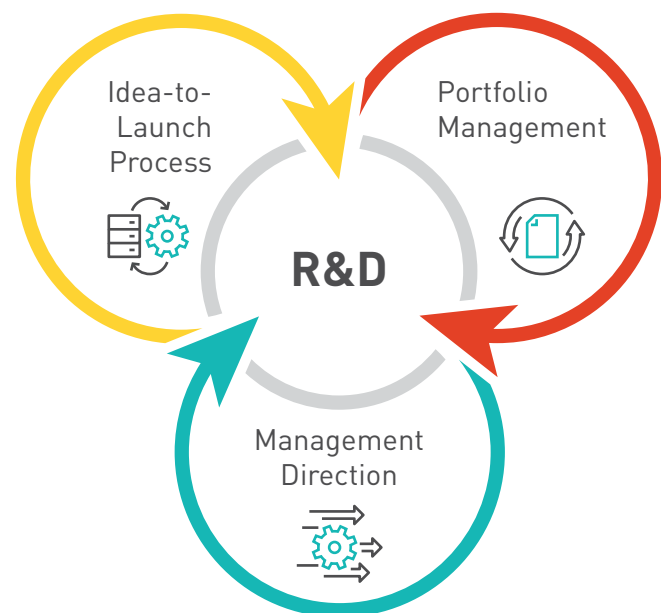 Idea-to-
Launch
Process
Portfolio
Management
R&D
Management
Direction